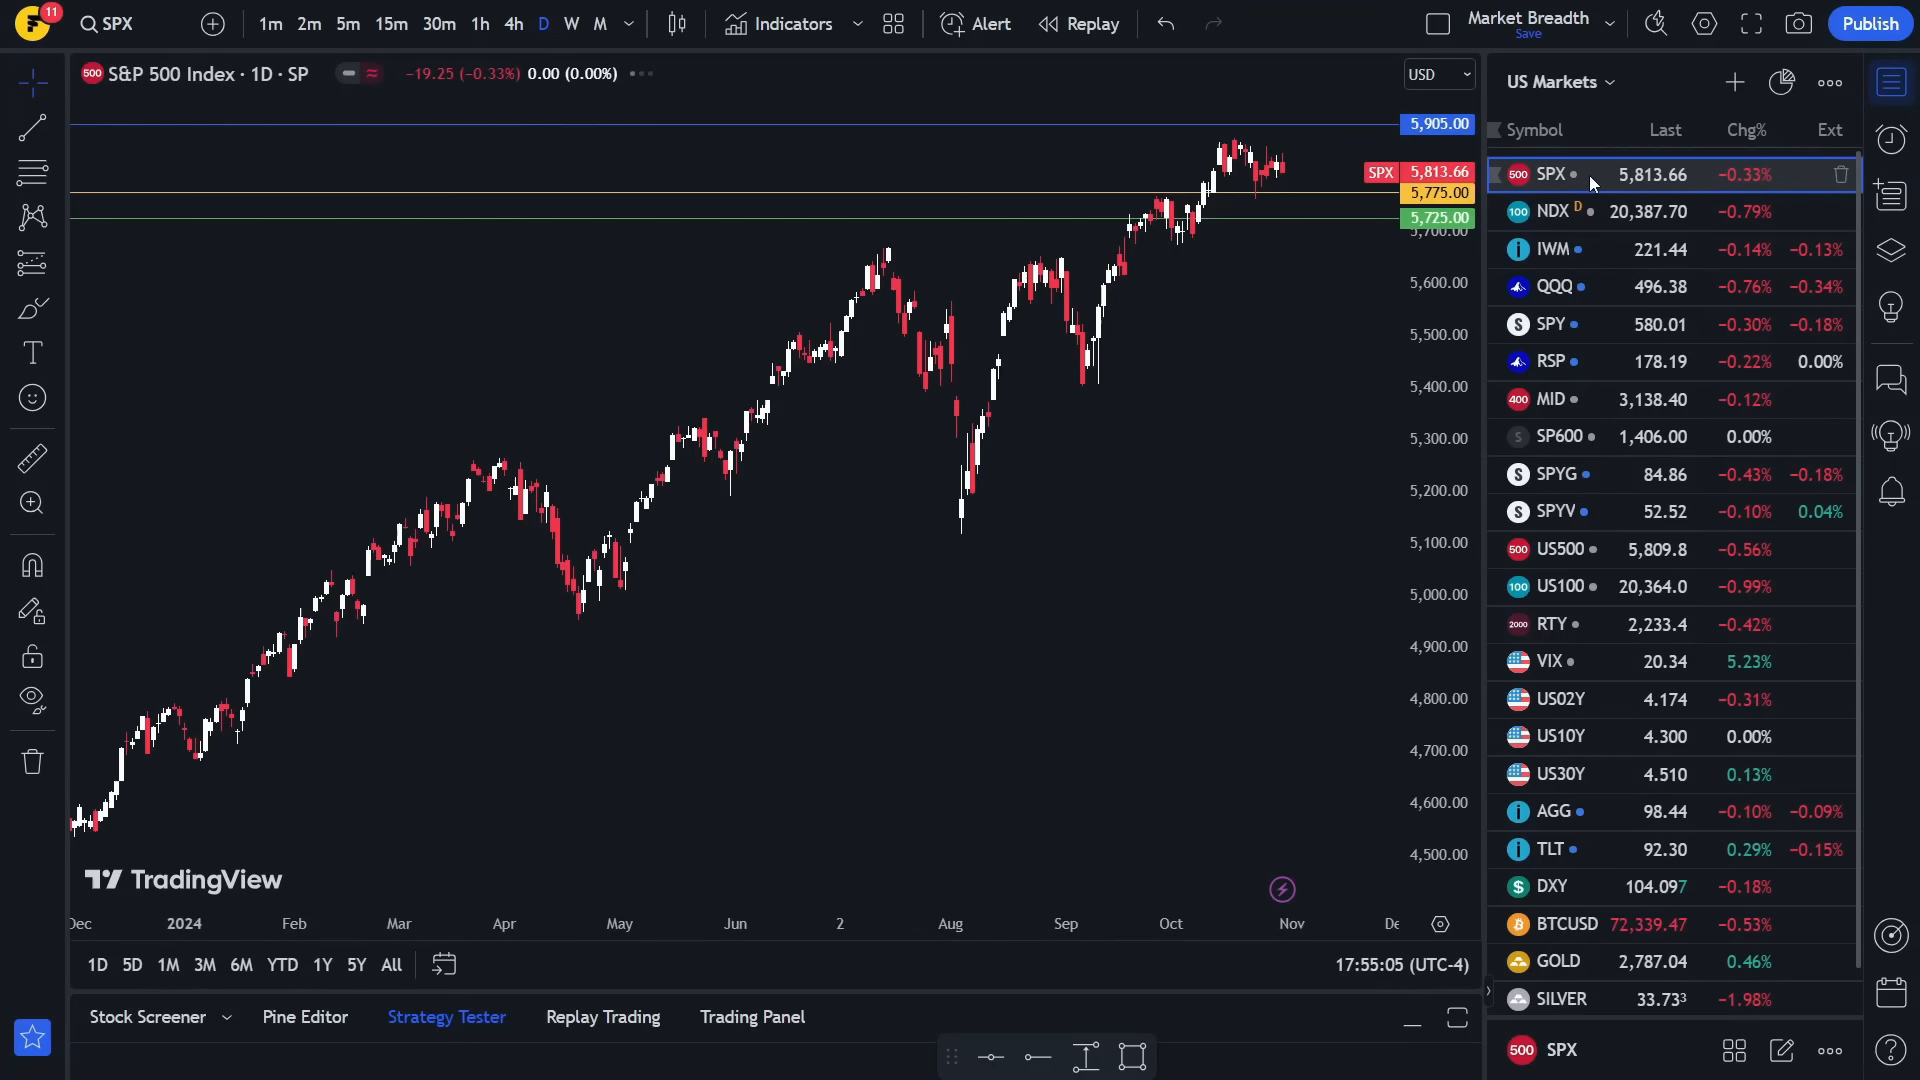 11
SPX
1m 2m 5m 15m 30m 1h 4h D W M
Indicators
Alert
Replay
Market Breadth
Save
Publish
500 S&P 500 Index · 1D · SP
−19.25 (−0.33%) 0.00 (0.00%)
USD
US Markets
Symbol Last Chg% Ext
5,905.00
SPX 5,813.66
5,775.00
5,725.00
5,700.00
5,600.00
5,500.00
5,400.00
5,300.00
5,200.00
5,100.00
5,000.00
4,900.00
4,800.00
4,700.00
4,600.00
4,500.00
500 SPX 5,813.66 −0.33%
100 NDX D 20,387.70 −0.79%
IWM 221.44 −0.14% −0.13%
QQQ 496.38 −0.76% −0.34%
S SPY 580.01 −0.30% −0.18%
RSP 178.19 −0.22% 0.00%
400 MID 3,138.40 −0.12%
S SP600 1,406.00 0.00%
S SPYG 84.86 −0.43% −0.18%
S SPYV 52.52 −0.10% 0.04%
500 US500 5,809.8 −0.56%
100 US100 20,364.0 −0.99%
2000 RTY 2,233.4 −0.42%
VIX 20.34 5.23%
US02Y 4.174 −0.31%
US10Y 4.300 0.00%
US30Y 4.510 0.13%
AGG 98.44 −0.10% −0.09%
TLT 92.30 0.29% −0.15%
$ DXY 104.097 −0.18%
BTCUSD 72,339.47 −0.53%
GOLD 2,787.04 0.46%
SILVER 33.73³ −1.98%
TradingView
Dec 2024 Feb Mar Apr May Jun 2 Aug Sep Oct Nov De
1D 5D 1M 3M 6M YTD 1Y 5Y All
17:55:05 (UTC-4)
Stock Screener Pine Editor Strategy Tester Replay Trading Trading Panel
500 SPX